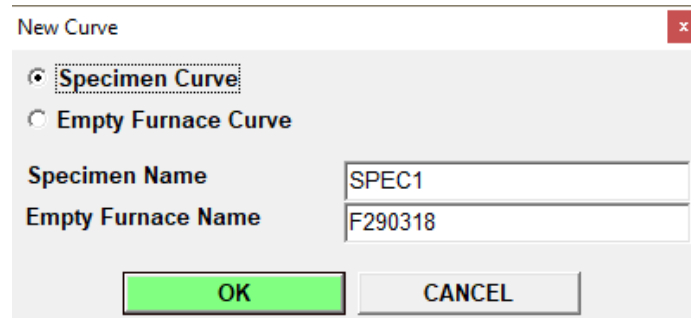 New Curve
x
Specimen Curve
Empty Furnace Curve
Specimen Name SPEC1
Empty Furnace Name F290318
OK CANCEL